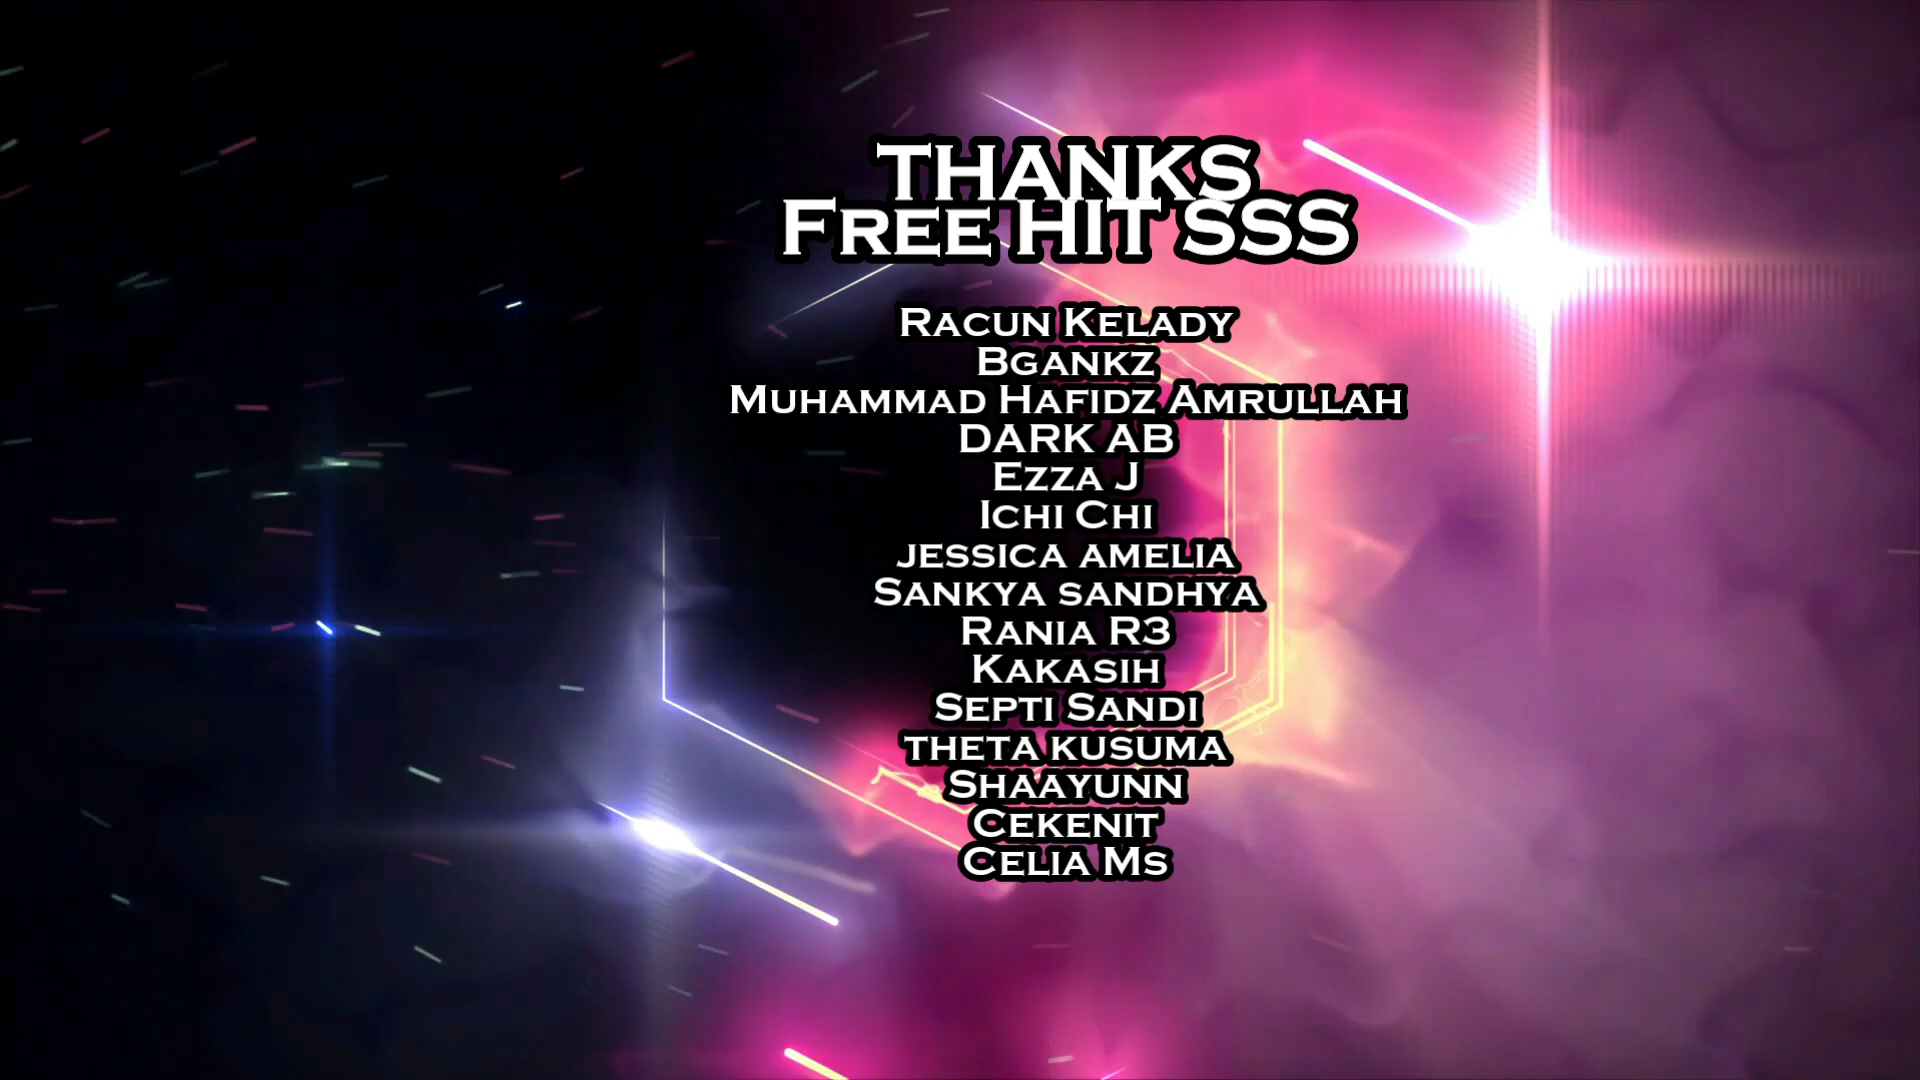 THANKS
Free HIT SSS
Racun Kelady
Bgankz
Muhammad Hafidz Amrullah
DARK AB
Ezza J
Ichi Chi
jessica amelia
Sankya sandhya
Rania R3
Kakasih
Septi Sandi
theta kusuma
Shaayunn
Cekenit
Celia Ms